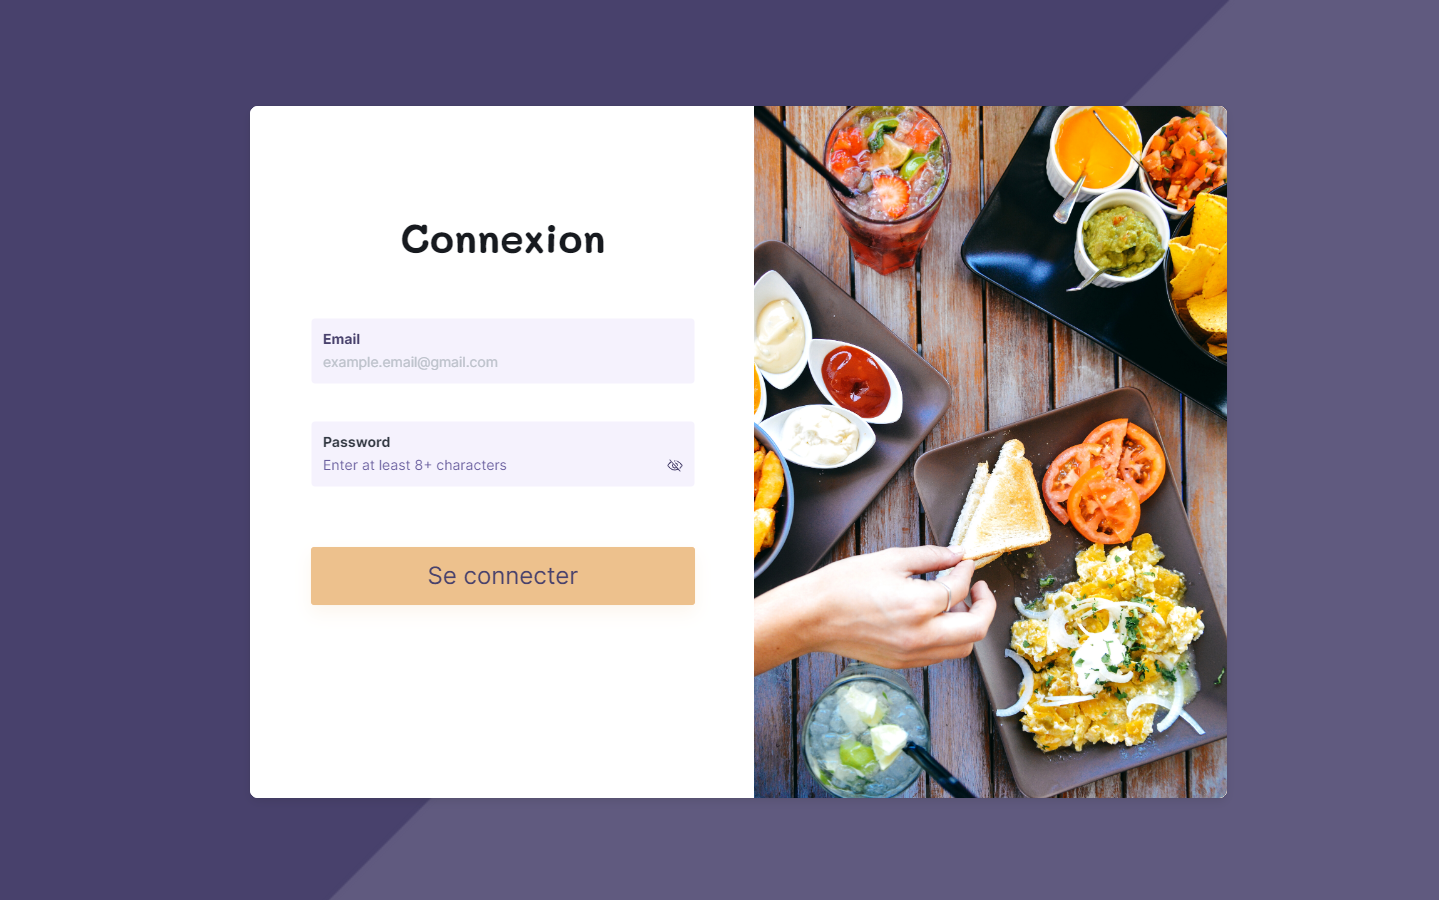 Connexion
Email
example.email@gmail.com
Password
Enter at least 8+ characters
Se connecter